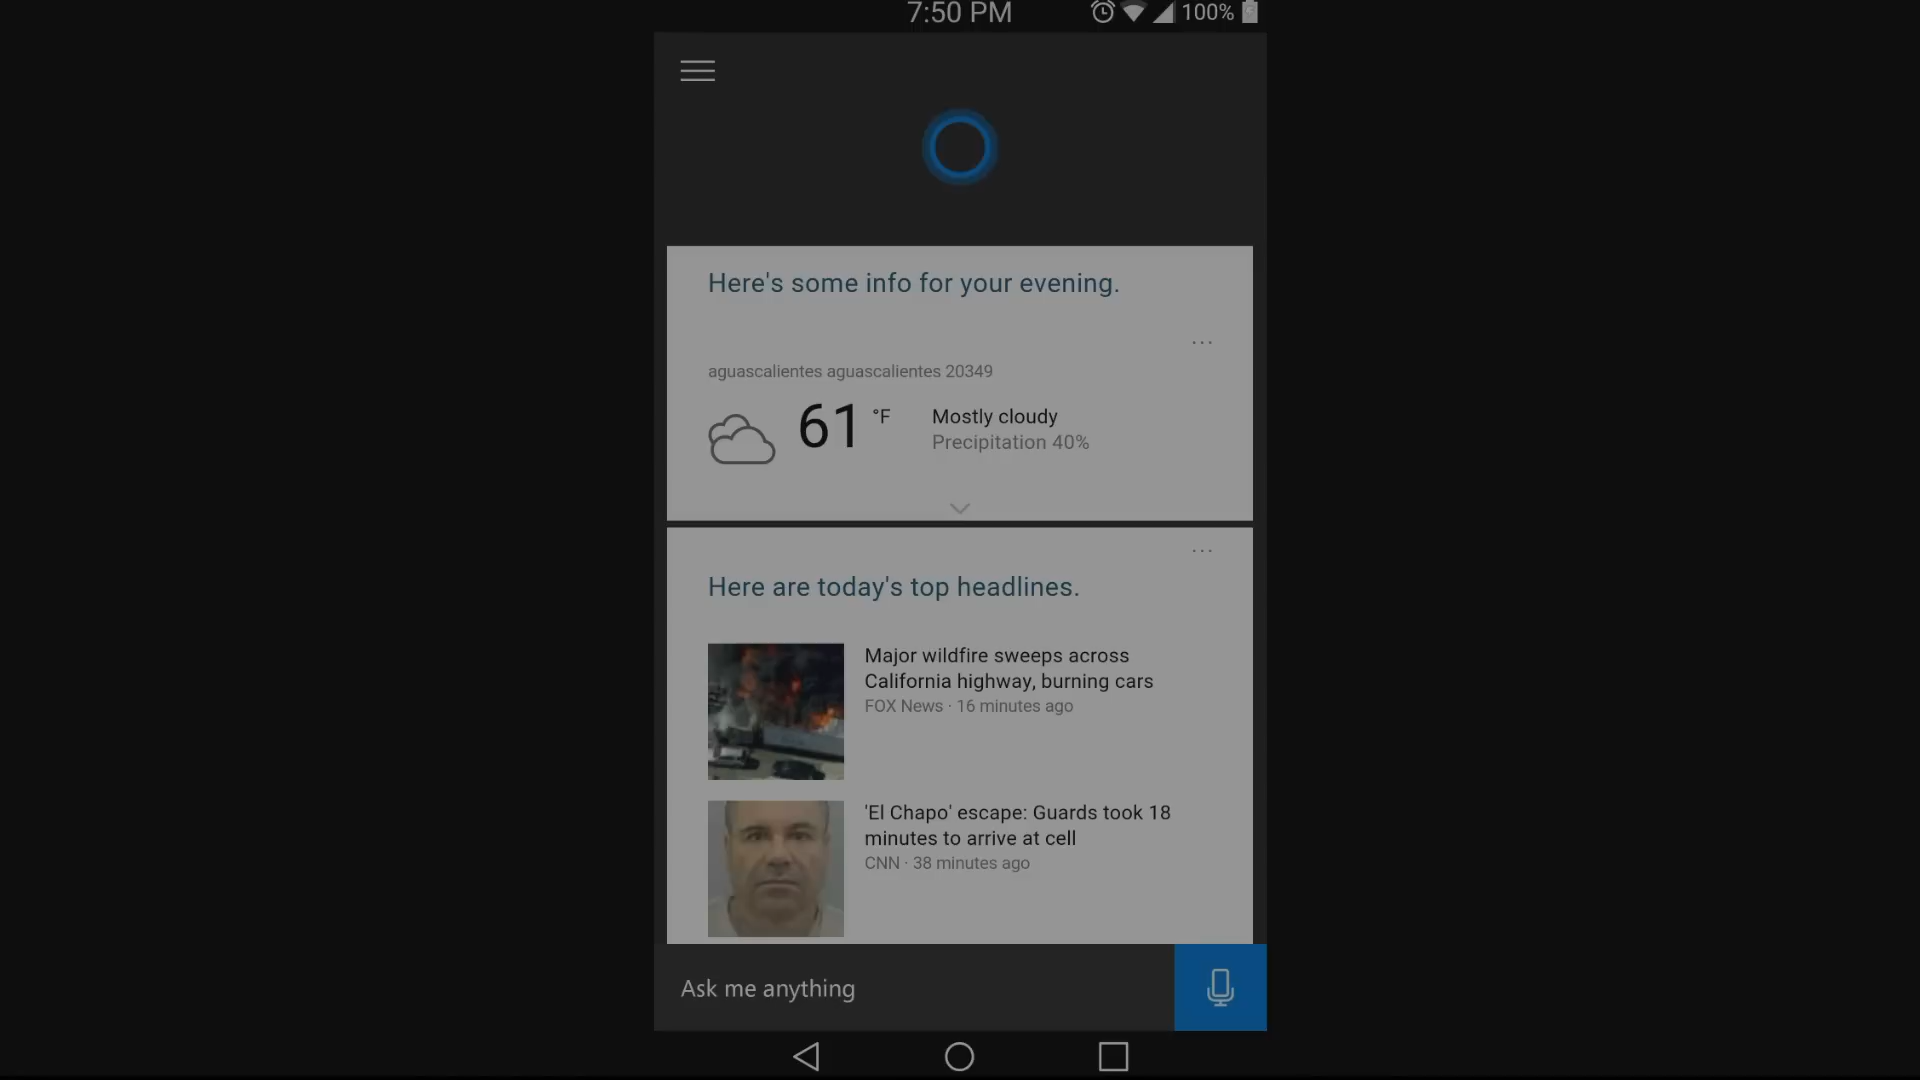 7:50 PM 100%
Here's some info for your evening.
...
aguascalientes aguascalientes 20349
61 °F Mostly cloudy
Precipitation 40%
...
Here are today's top headlines.
Major wildfire sweeps across
California highway, burning cars
FOX News · 16 minutes ago
'El Chapo' escape: Guards took 18
minutes to arrive at cell
CNN · 38 minutes ago
Ask me anything